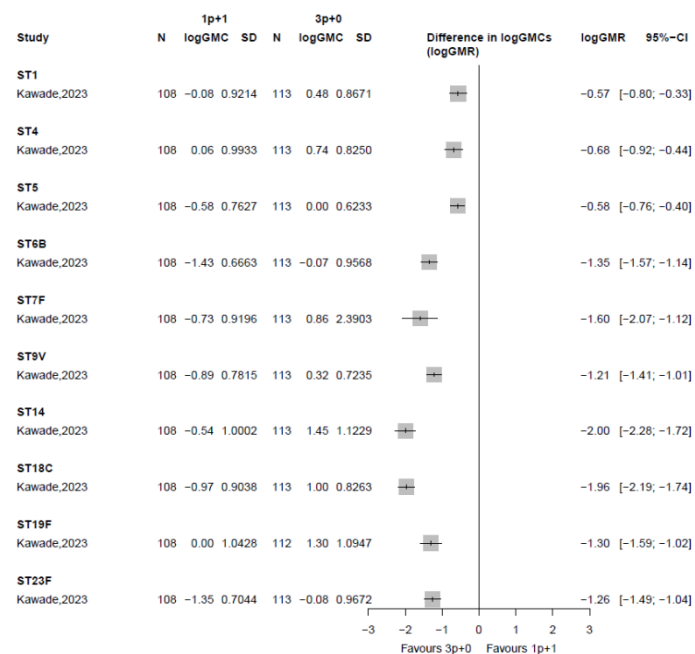 1p+1 3p+0
Study N logGMC SD N logGMC SD Difference in logGMCs (logGMR) logGMR 95%−CI
ST1
Kawade,2023 108 −0.08 0.9214 113 0.48 0.8671 −0.57 [−0.80; −0.33]
ST4
Kawade,2023 108 0.06 0.9933 113 0.74 0.8250 −0.68 [−0.92; −0.44]
ST5
Kawade,2023 108 −0.58 0.7627 113 0.00 0.6233 −0.58 [−0.76; −0.40]
ST6B
Kawade,2023 108 −1.43 0.6663 113 −0.07 0.9568 −1.35 [−1.57; −1.14]
ST7F
Kawade,2023 108 −0.73 0.9196 113 0.86 2.3903 −1.60 [−2.07; −1.12]
ST9V
Kawade,2023 108 −0.89 0.7815 113 0.32 0.7235 −1.21 [−1.41; −1.01]
ST14
Kawade,2023 108 −0.54 1.0002 113 1.45 1.1229 −2.00 [−2.28; −1.72]
ST18C
Kawade,2023 108 −0.97 0.9038 113 1.00 0.8263 −1.96 [−2.19; −1.74]
ST19F
Kawade,2023 108 0.00 1.0428 112 1.30 1.0947 −1.30 [−1.59; −1.02]
ST23F
Kawade,2023 108 −1.35 0.7044 113 −0.08 0.9672 −1.26 [−1.49; −1.04]
−3 −2 −1 0 1 2 3
Favours 3p+0 Favours 1p+1